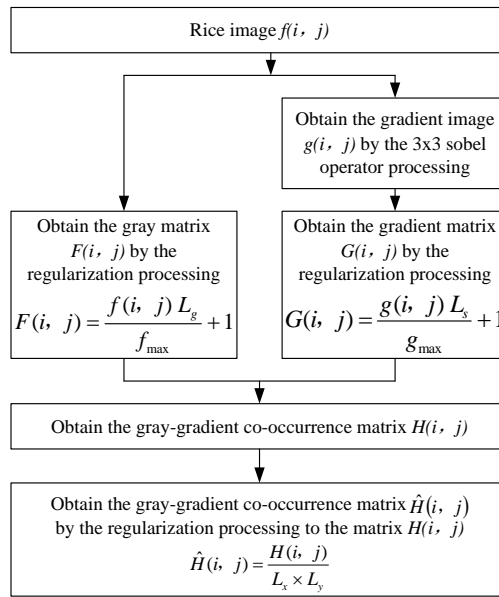 Rice image f(i, j)
Obtain the gradient image
g(i, j) by the 3x3 sobel
operator processing
Obtain the gray matrix
F(i, j) by the
regularization processing
F(i, j) = f(i, j) L_g / f_max + 1
Obtain the gradient matrix
G(i, j) by the
regularization processing
G(i, j) = g(i, j) L_s / g_max + 1
Obtain the gray-gradient co-occurrence matrix H(i, j)
Obtain the gray-gradient co-occurrence matrix Ĥ(i, j)
by the regularization processing to the matrix H(i, j)
Ĥ(i, j) = H(i, j) / L_x × L_y